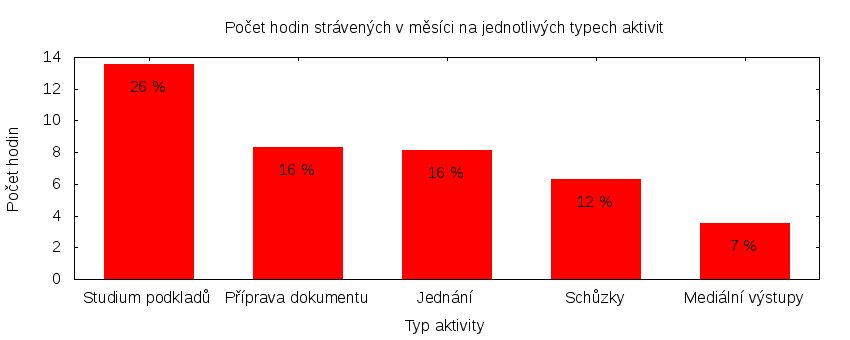 Počet hodin strávených v měsíci na jednotlivých typech aktivit
Počet hodin
14
12
10
8
6
4
2
0
26 %
16 %
16 %
12 %
7 %
Studium podkladů
Příprava dokumentu
Jednání
Schůzky
Mediální výstupy
Typ aktivity